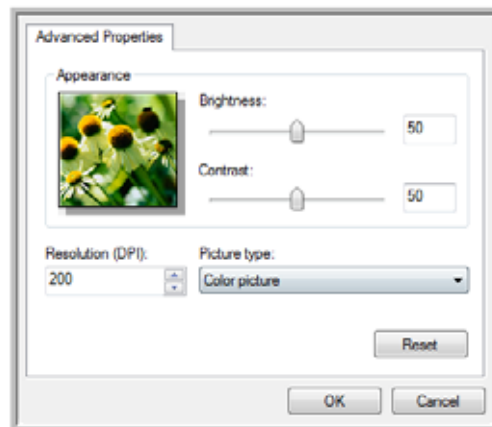 Advanced Properties
Appearance
Brightness:
50
Contrast:
50
Resolution (DPI):
Picture type:
200
Color picture
Reset
OK
Cancel